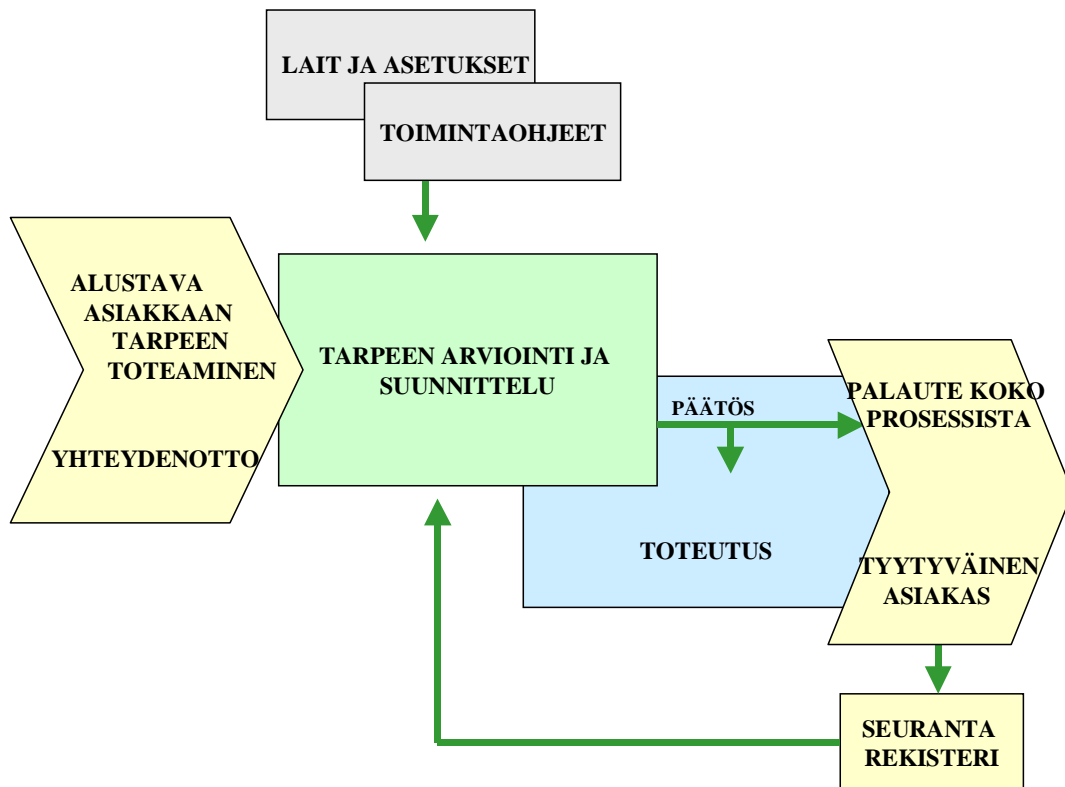 LAIT JA ASETUKSET
TOIMINTAOHJEET
ALUSTAVA
ASIAKKAAN
TARPEEN
TOTEAMINEN
YHTEYDENOTTO
TARPEEN ARVIOINTI JA
SUUNNITTELU
PÄÄTÖS
TOTEUTUS
PALAUTE KOKO
PROSESSISTA
TYYTYVÄINEN
ASIAKAS
SEURANTA
REKISTERI